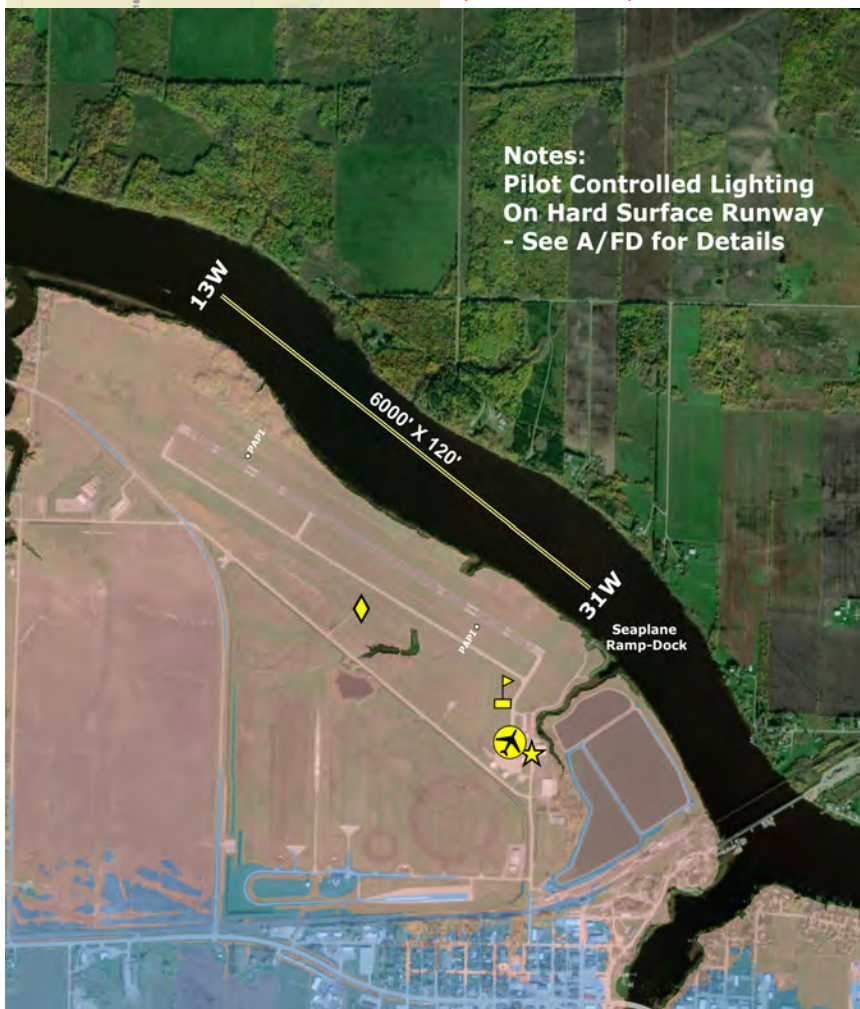 Notes:
Pilot Controlled Lighting
On Hard Surface Runway
- See A/FD for Details
13W
6000' X 120'
PAPI
31W
Seaplane
Ramp-Dock
PAPI